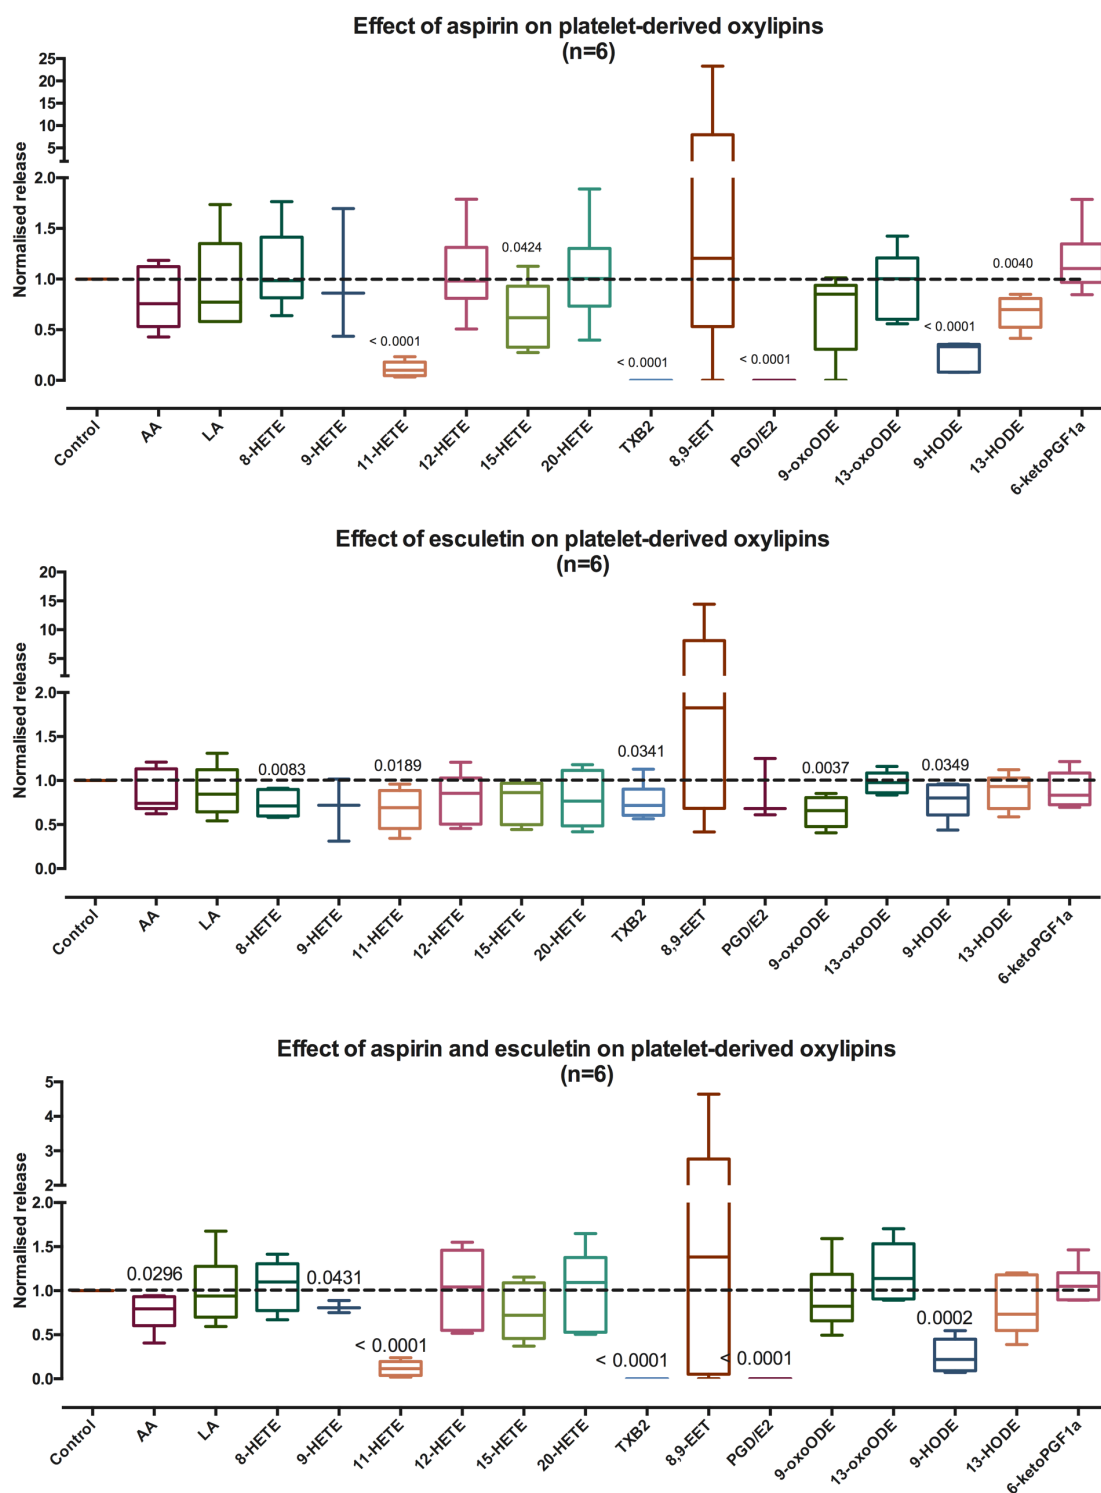 Effect of aspirin on platelet-derived oxylipins
(n=6)
Normalised release
25
20
15
10
5
2.0
1.5
1.0
0.5
0.0
< 0.0001
0.0424
< 0.0001
< 0.0001
< 0.0001
0.0040
Control
AA
LA
8-HETE
9-HETE
11-HETE
12-HETE
15-HETE
20-HETE
TXB2
8,9-EET
PGD/E2
9-oxoODE
13-oxoODE
9-HODE
13-HODE
6-ketoPGF1a
Effect of esculetin on platelet-derived oxylipins
(n=6)
Normalised release
20
15
10
5
2.0
1.5
1.0
0.5
0.0
0.0083
0.0189
0.0341
0.0037
0.0349
Control
AA
LA
8-HETE
9-HETE
11-HETE
12-HETE
15-HETE
20-HETE
TXB2
8,9-EET
PGD/E2
9-oxoODE
13-oxoODE
9-HODE
13-HODE
6-ketoPGF1a
Effect of aspirin and esculetin on platelet-derived oxylipins
(n=6)
Normalised release
5
4
3
2
2.0
1.5
1.0
0.5
0.0
0.0296
0.0431
< 0.0001
< 0.0001
< 0.0001
0.0002
Control
AA
LA
8-HETE
9-HETE
11-HETE
12-HETE
15-HETE
20-HETE
TXB2
8,9-EET
PGD/E2
9-oxoODE
13-oxoODE
9-HODE
13-HODE
6-ketoPGF1a